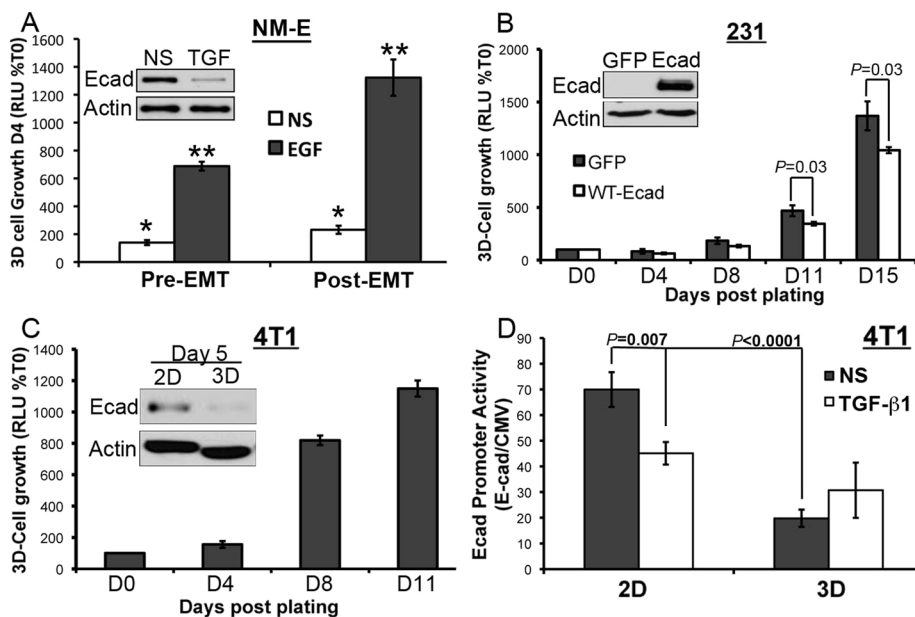 A
NM-E
3D cell Growth D4 (RLU %T0)
1600
1400
1200
1000
800
600
400
200
0
NS TGF
Ecad
Actin
NS
EGF
*
**
*
**
Pre-EMT
Post-EMT
B
231
3D-Cell growth (RLU %T0)
2000
1500
1000
500
0
GFP Ecad
Ecad
Actin
GFP
WT-Ecad
P=0.03
P=0.03
D0 D4 D8 D11 D15
Days post plating
C
4T1
3D-Cell growth (RLU %T0)
1400
1200
1000
800
600
400
200
0
Day 5
2D 3D
Ecad
Actin
D0 D4 D8 D11
Days post plating
D
4T1
Ecad Promoter Activity
(E-cad/CMV)
90
80
70
60
50
40
30
20
10
0
P=0.007
P<0.0001
NS
TGF-β1
2D 3D